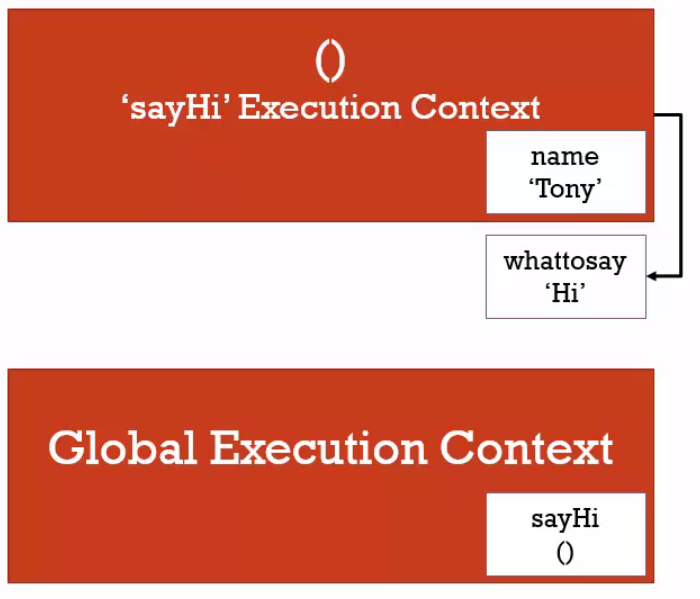 ()
‘sayHi’ Execution Context
name
‘Tony’
whattosay
‘Hi’
Global Execution Context
sayHi
()